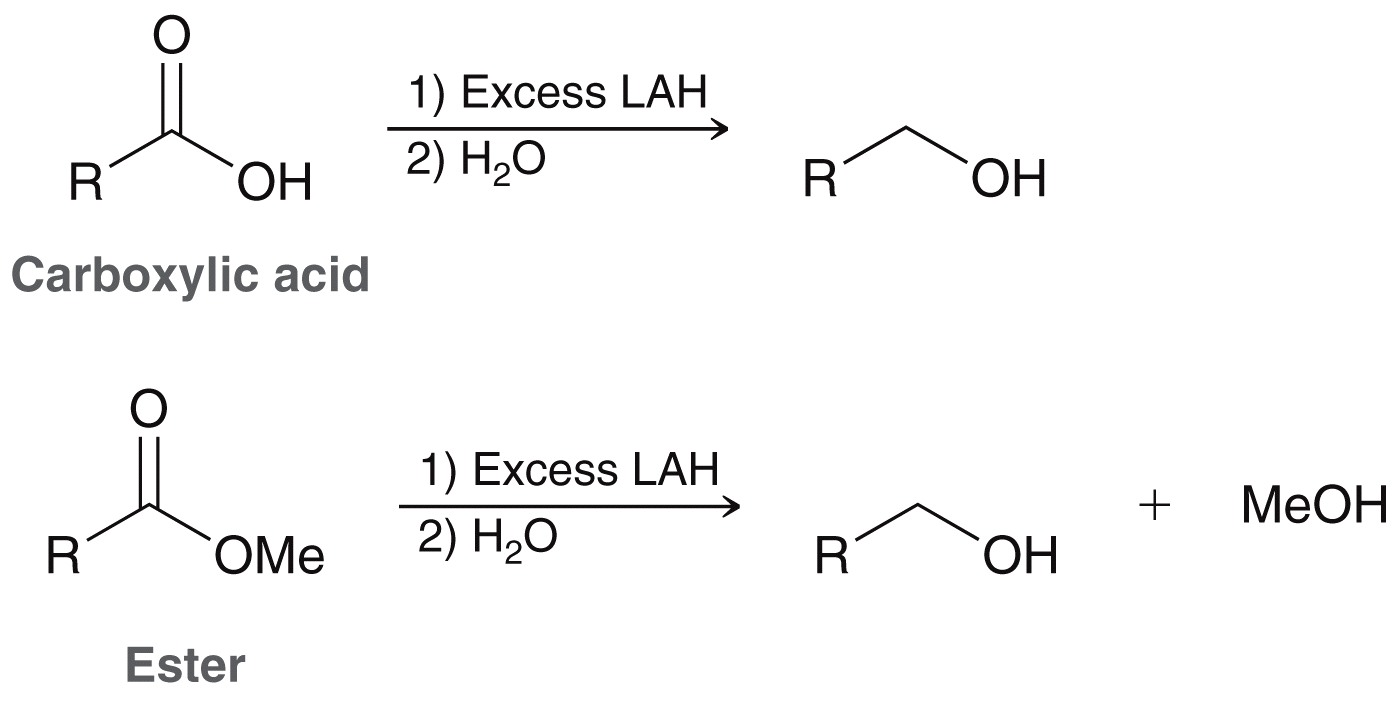 O
R
OH
1) Excess LAH
2) H₂O
R
OH
Carboxylic acid
O
R
OMe
1) Excess LAH
2) H₂O
R
OH
+
MeOH
Ester